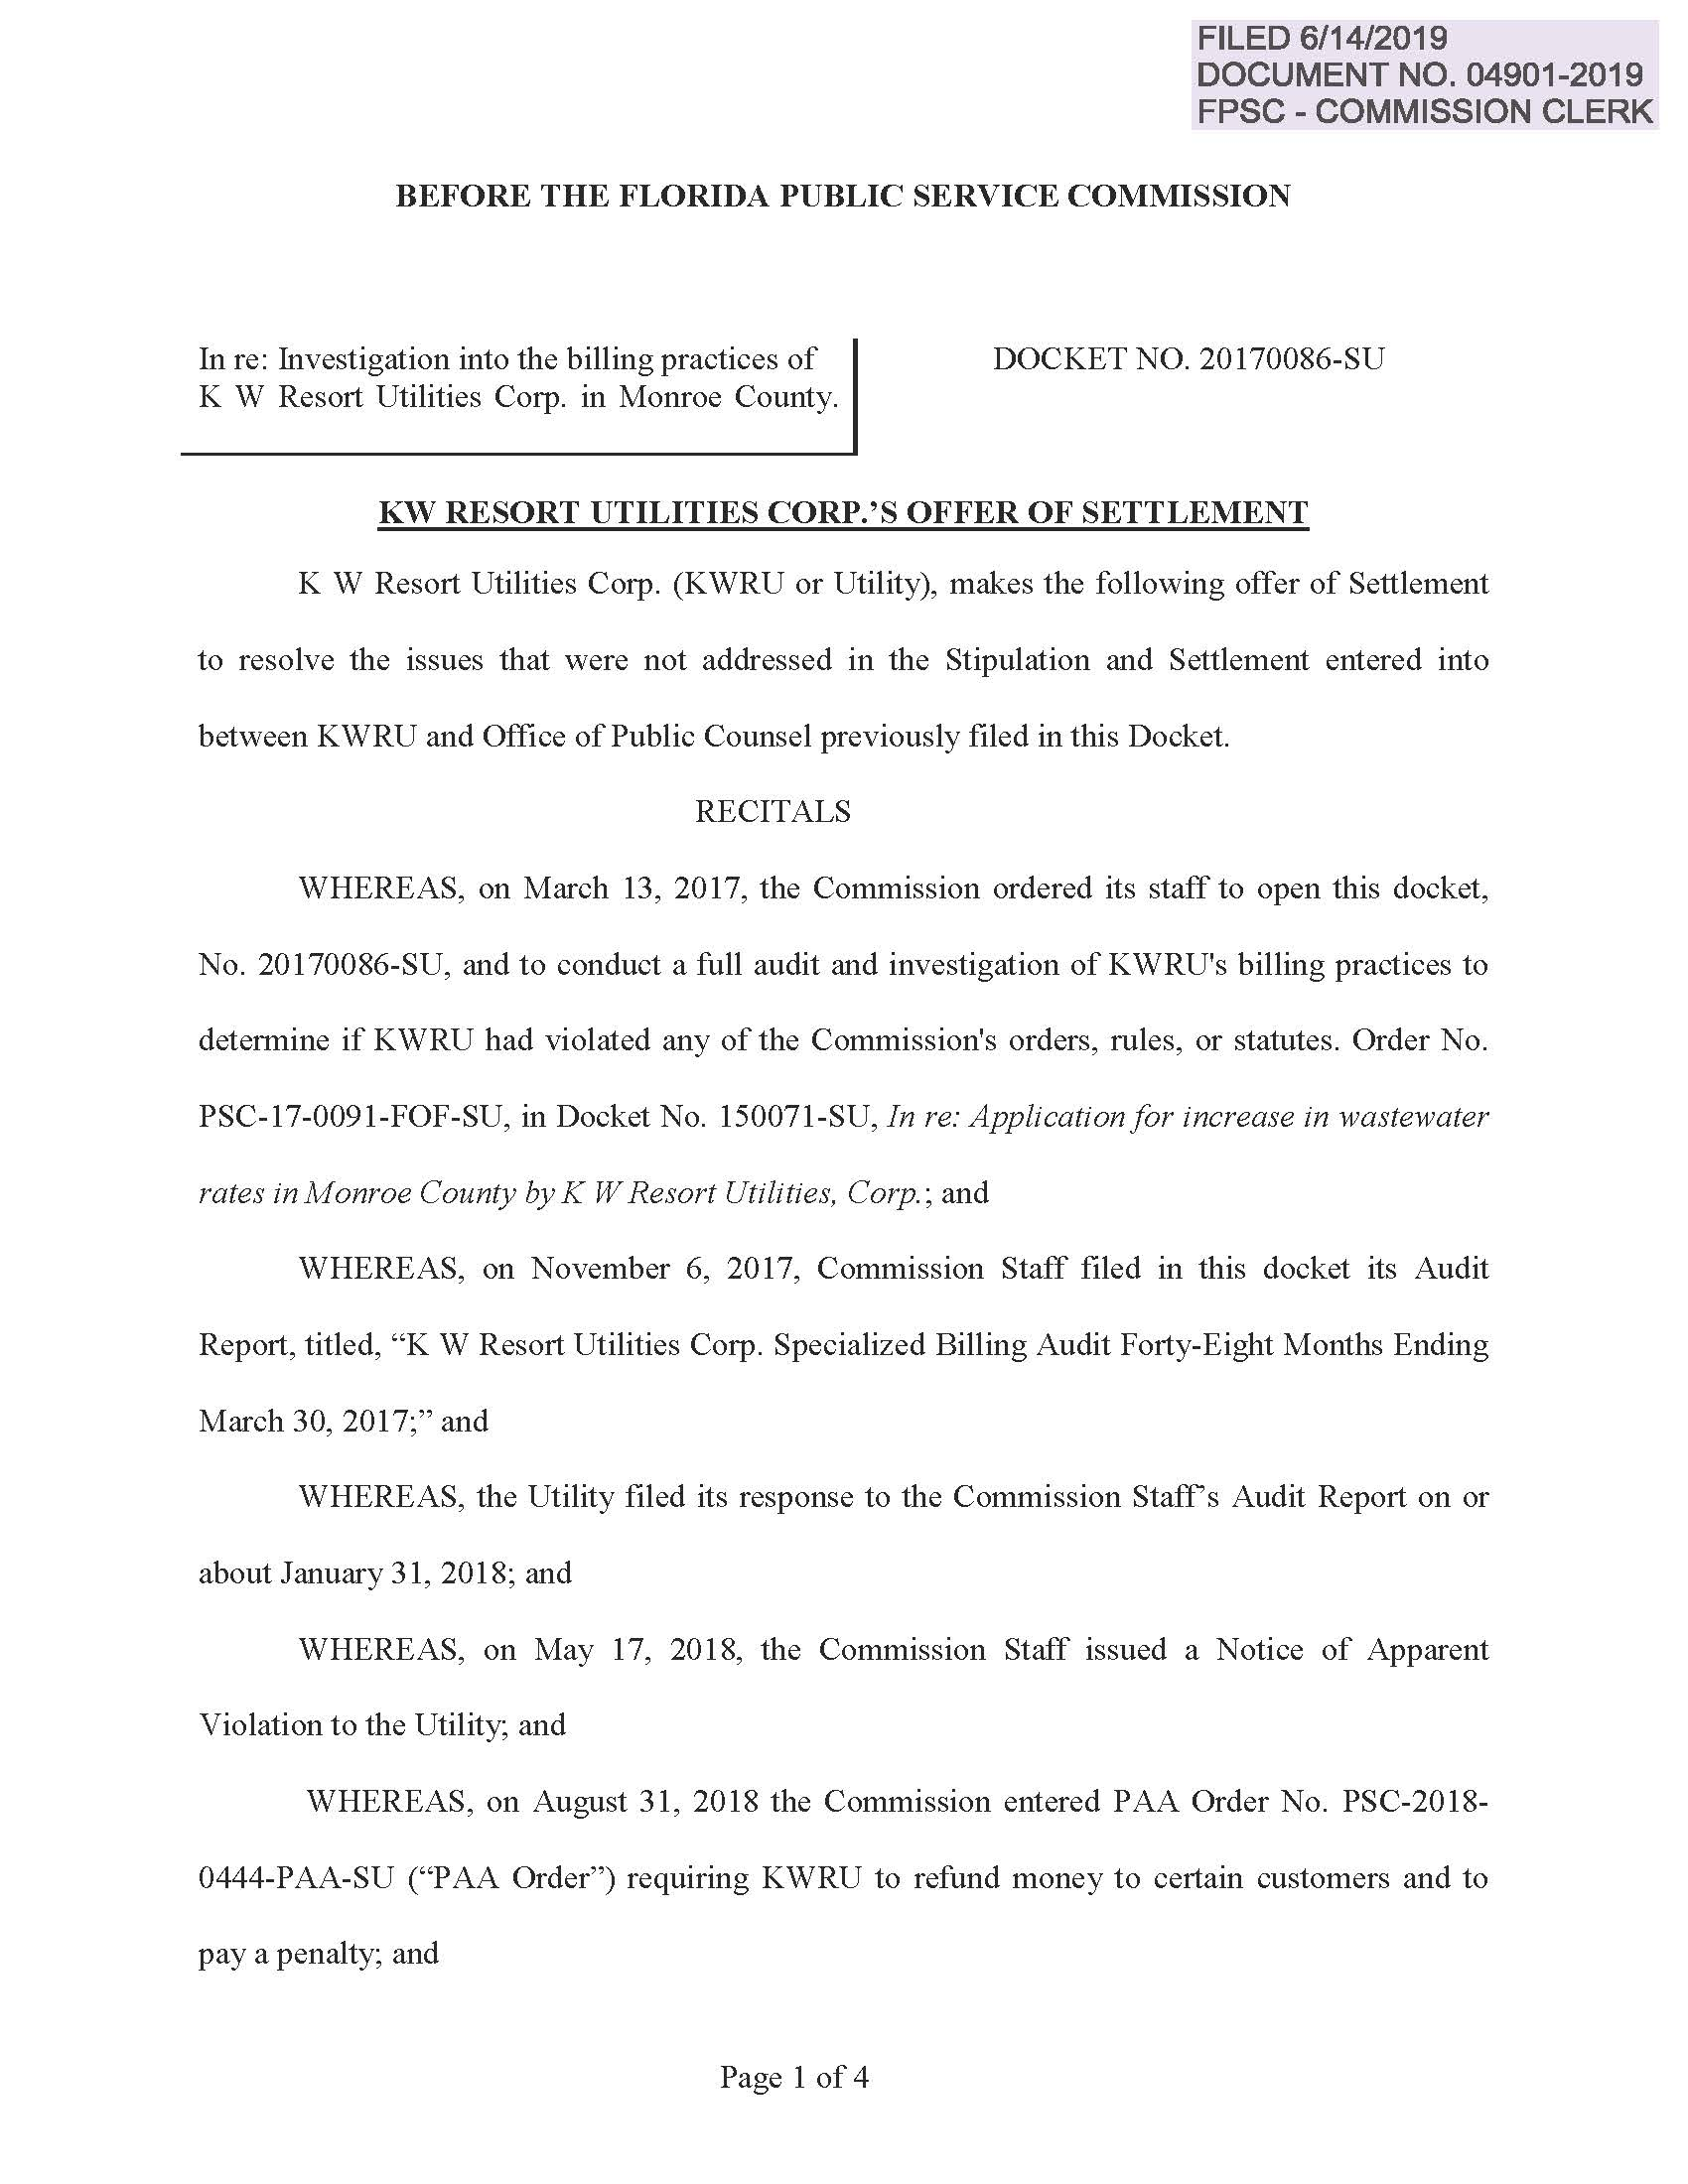 FILED 6/14/2019
DOCUMENT NO. 04901-2019
FPSC - COMMISSION CLERK
BEFORE THE FLORIDA PUBLIC SERVICE COMMISSION
In re: Investigation into the billing practices of
K W Resort Utilities Corp. in Monroe County.
DOCKET NO. 20170086-SU
KW RESORT UTILITIES CORP.’S OFFER OF SETTLEMENT
K W Resort Utilities Corp. (KWRU or Utility), makes the following offer of Settlement
to resolve the issues that were not addressed in the Stipulation and Settlement entered into
between KWRU and Office of Public Counsel previously filed in this Docket.
RECITALS
WHEREAS, on March 13, 2017, the Commission ordered its staff to open this docket,
No. 20170086-SU, and to conduct a full audit and investigation of KWRU's billing practices to
determine if KWRU had violated any of the Commission's orders, rules, or statutes. Order No.
PSC-17-0091-FOF-SU, in Docket No. 150071-SU, In re: Application for increase in wastewater
rates in Monroe County by K W Resort Utilities, Corp.; and
WHEREAS, on November 6, 2017, Commission Staff filed in this docket its Audit
Report, titled, “K W Resort Utilities Corp. Specialized Billing Audit Forty-Eight Months Ending
March 30, 2017;” and
WHEREAS, the Utility filed its response to the Commission Staff’s Audit Report on or
about January 31, 2018; and
WHEREAS, on May 17, 2018, the Commission Staff issued a Notice of Apparent
Violation to the Utility; and
WHEREAS, on August 31, 2018 the Commission entered PAA Order No. PSC-2018-
0444-PAA-SU (“PAA Order”) requiring KWRU to refund money to certain customers and to
pay a penalty; and
Page 1 of 4